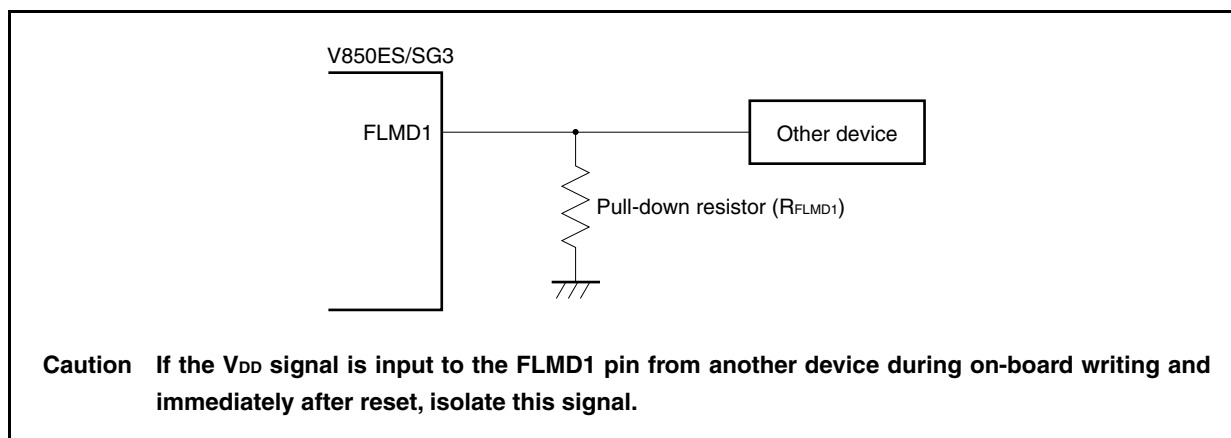 V850ES/SG3
FLMD1
Other device
Pull-down resistor (RFLMD1)
Caution If the VDD signal is input to the FLMD1 pin from another device during on-board writing and
immediately after reset, isolate this signal.